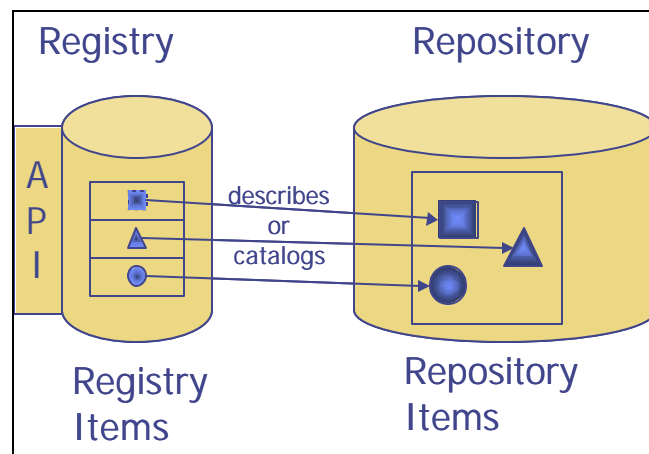 Registry
Repository
A
P
I
describes
or
catalogs
Registry
Items
Repository
Items